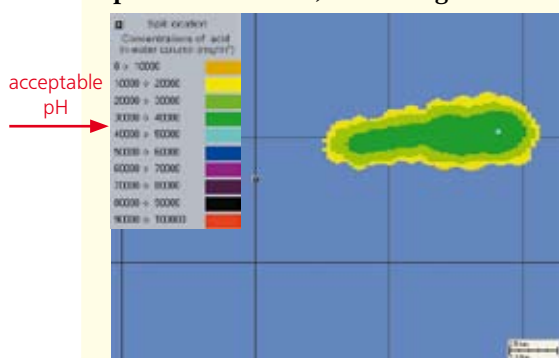 Spill location
Concentrations of acid
in water column (mg/m³)
0 > 10000
10000 > 20000
20000 > 30000
30000 > 40000
40000 > 50000
50000 > 60000
60000 > 70000
70000 > 80000
80000 > 90000
90000 > 100000
acceptable
pH